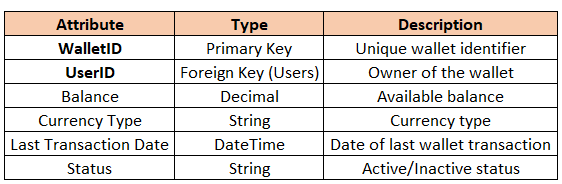 Attribute Type Description
WalletID Primary Key Unique wallet identifier
UserID Foreign Key (Users) Owner of the wallet
Balance Decimal Available balance
Currency Type String Currency type
Last Transaction Date DateTime Date of last wallet transaction
Status String Active/Inactive status